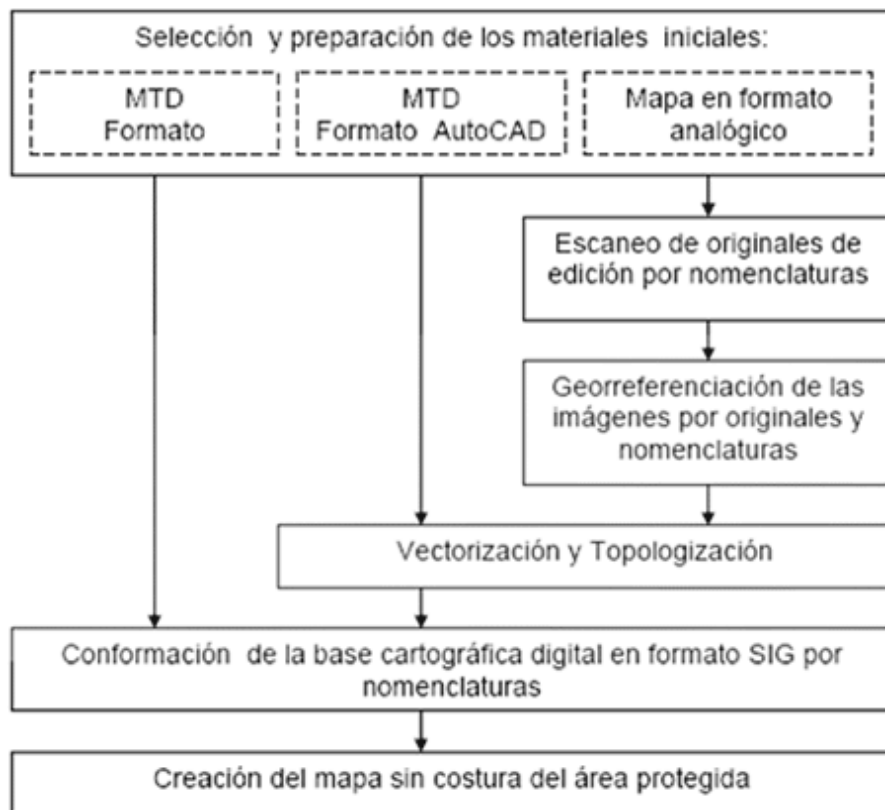 Selección y preparación de los materiales iniciales:
MTD
Formato
MTD
Formato AutoCAD
Mapa en formato
analógico
Escaneo de originales de
edición por nomenclaturas
Georreferenciación de las
imágenes por originales y
nomenclaturas
Vectorización y Topologización
Conformación de la base cartográfica digital en formato SIG por
nomenclaturas
Creación del mapa sin costura del área protegida